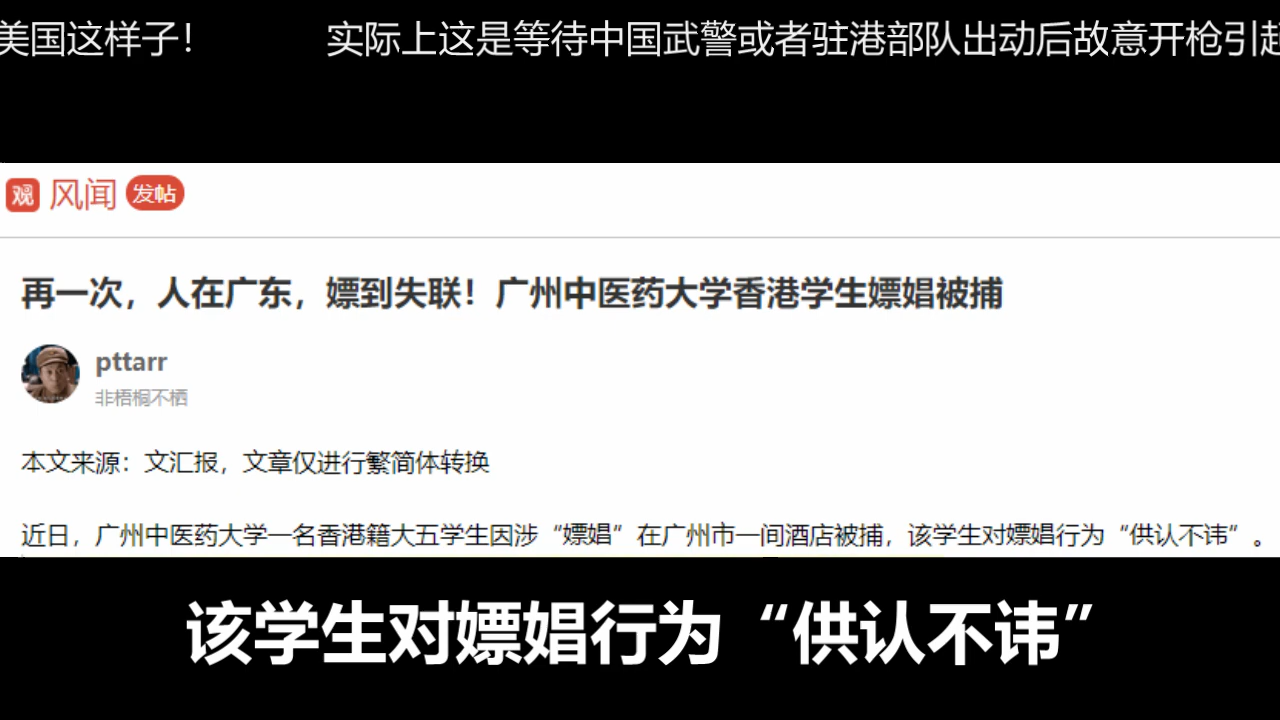 美国这样子！ 实际上这是等待中国武警或者驻港部队出动后故意开枪引起
观 风闻 发帖
再一次，人在广东，嫖到失联！广州中医药大学香港学生嫖娼被捕
pttarr
非梧桐不栖
本文来源：文汇报，文章仅进行繁简体转换
近日，广州中医药大学一名香港籍大五学生因涉“嫖娼”在广州市一间酒店被捕，该学生对嫖娼行为“供认不讳”。
该学生对嫖娼行为“供认不讳”